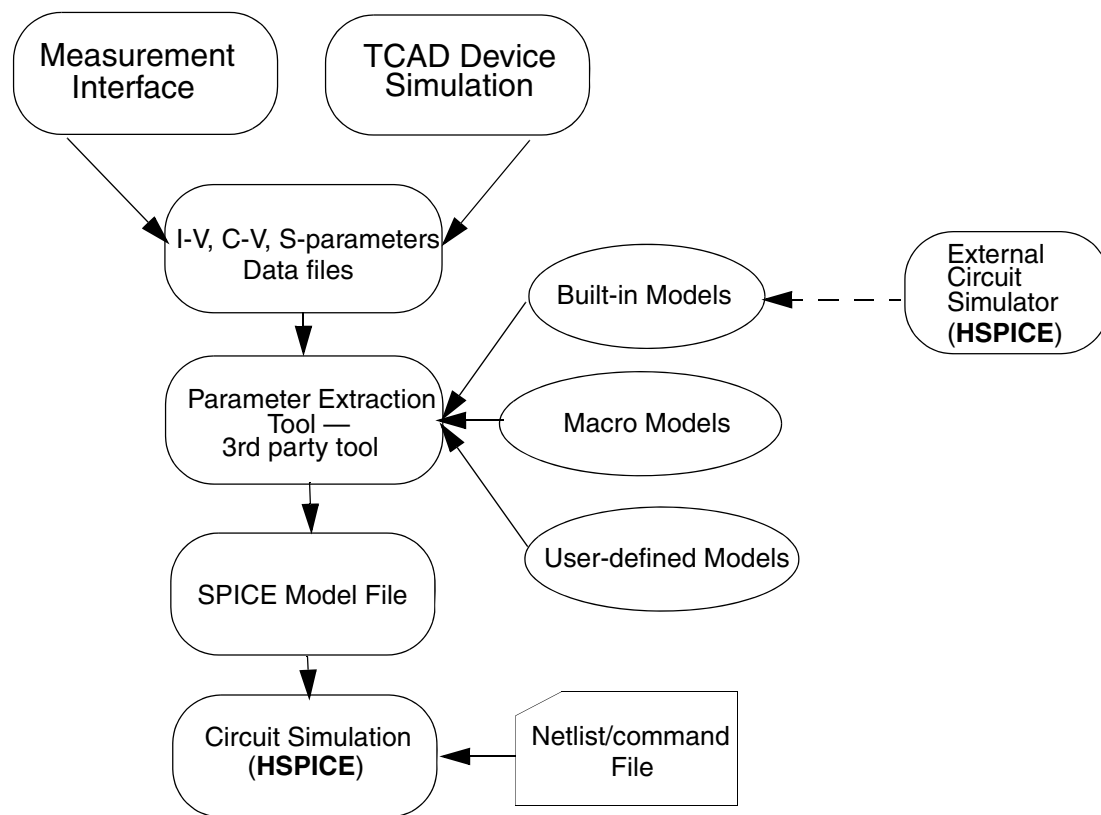 Measurement
Interface
TCAD Device
Simulation
I-V, C-V, S-parameters
Data files
Built-in Models
External
Circuit
Simulator
(HSPICE)
Parameter Extraction
Tool —
3rd party tool
Macro Models
User-defined Models
SPICE Model File
Circuit Simulation
(HSPICE)
Netlist/command
File